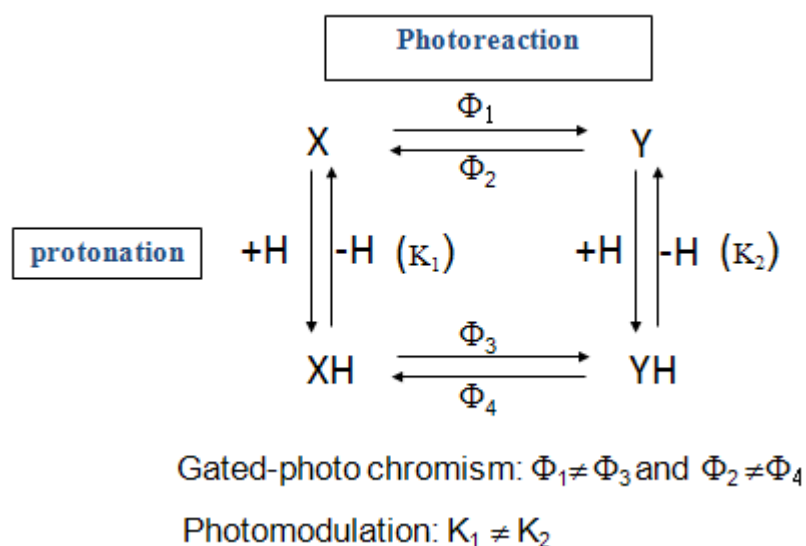 Photoreaction
Φ₁
X Y
Φ₂
protonation +H -H (K₁) +H -H (K₂)
Φ₃
XH YH
Φ₄
Gated-photo chromism: Φ₁≠ Φ₃ and Φ₂ ≠Φ₄
Photomodulation: K₁ ≠ K₂